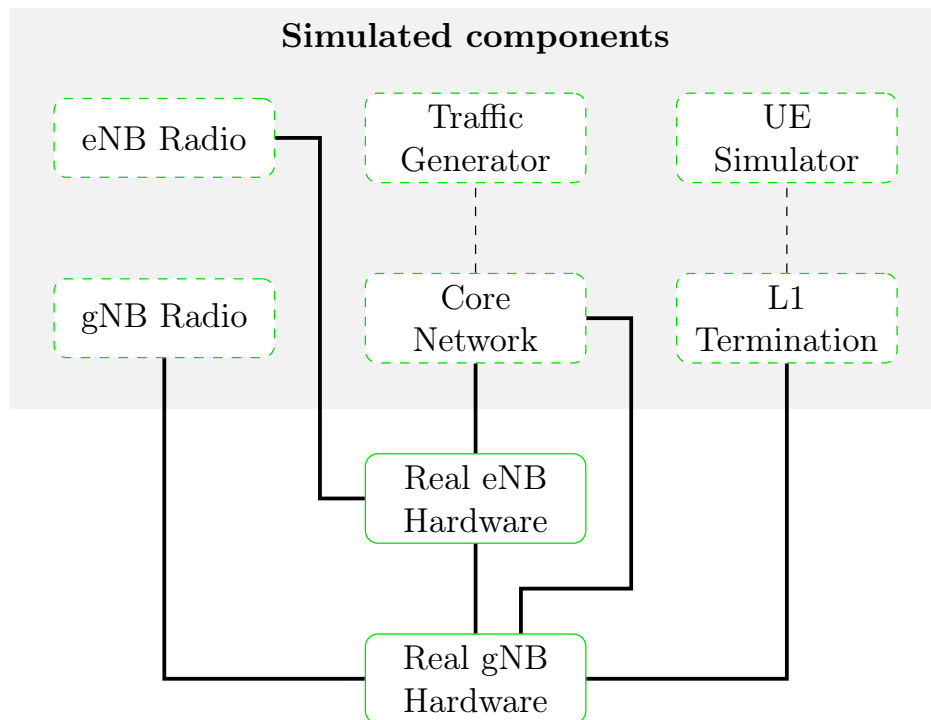 Simulated components
eNB Radio
Traffic
Generator
UE
Simulator
gNB Radio
Core
Network
L1
Termination
Real eNB
Hardware
Real gNB
Hardware